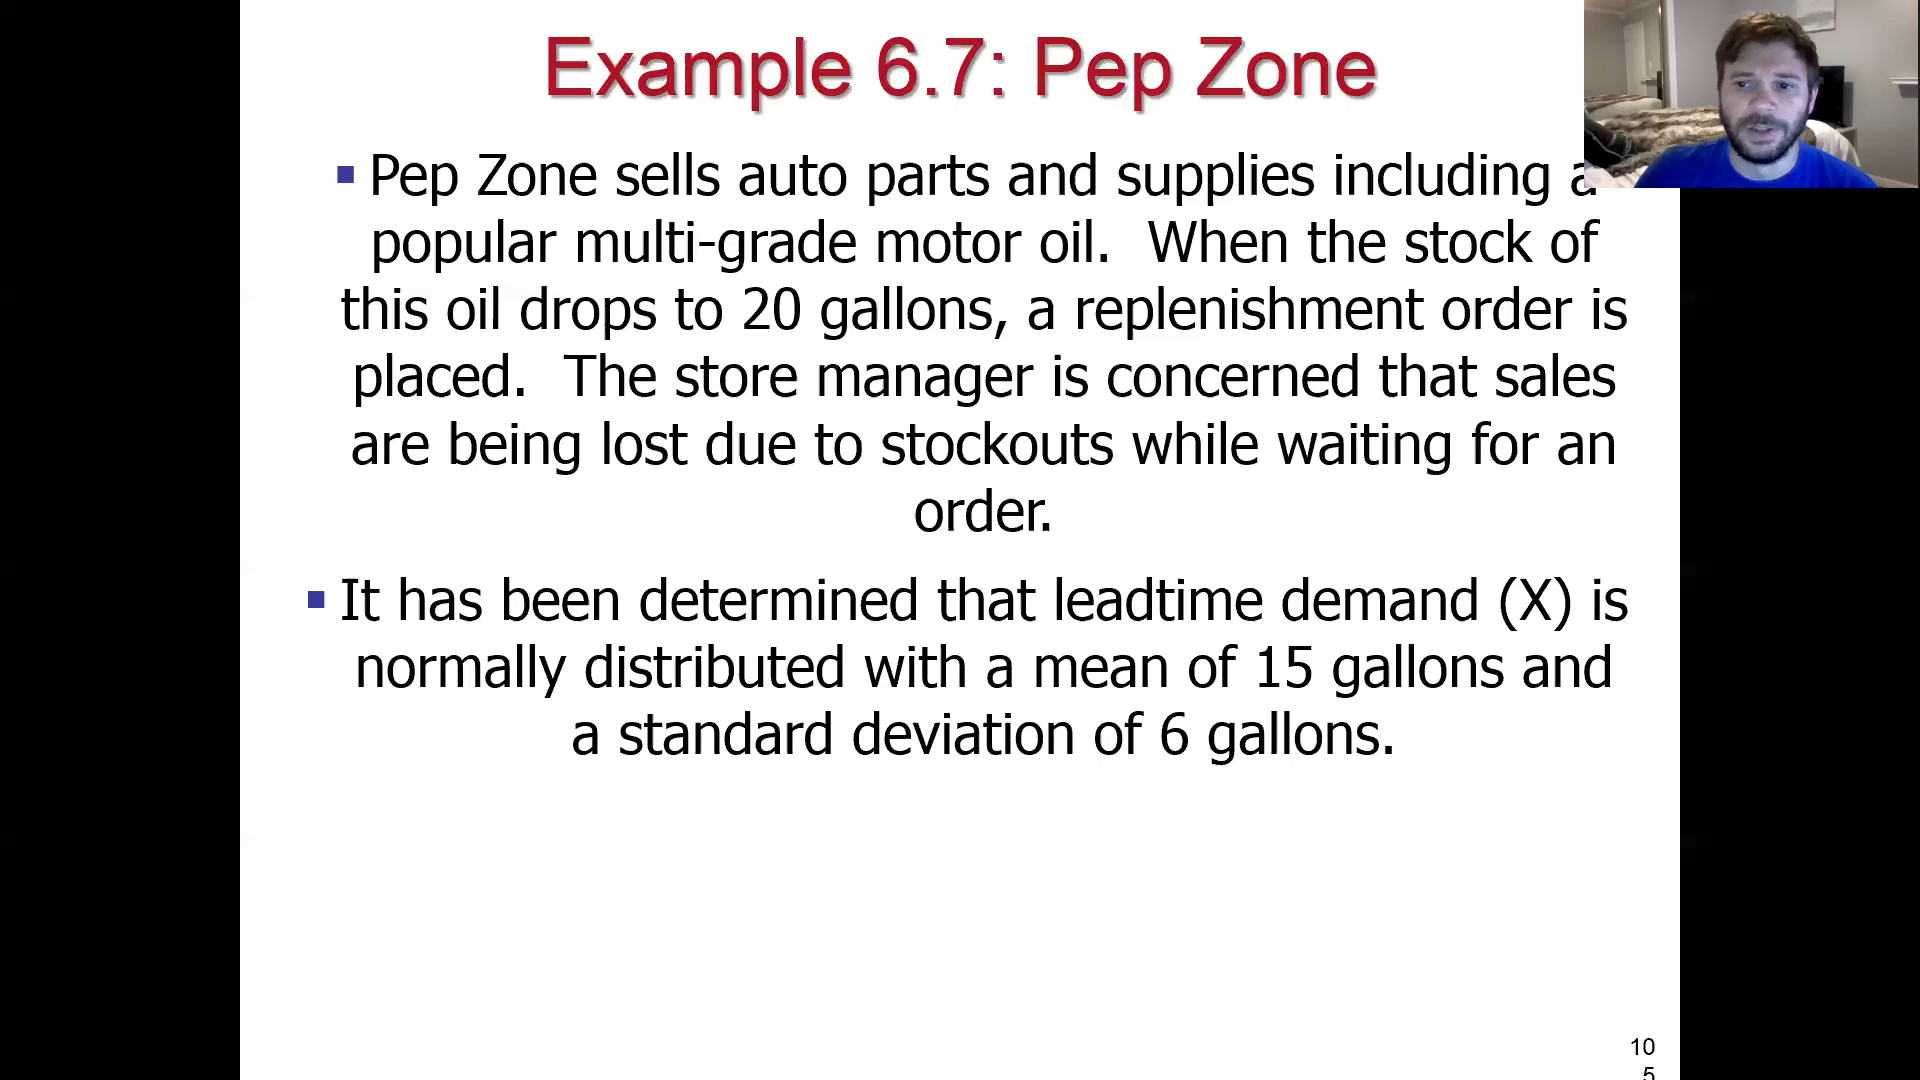 Example 6.7: Pep Zone
Pep Zone sells auto parts and supplies including a
popular multi-grade motor oil. When the stock of
this oil drops to 20 gallons, a replenishment order is
placed. The store manager is concerned that sales
are being lost due to stockouts while waiting for an
order.
It has been determined that leadtime demand (X) is
normally distributed with a mean of 15 gallons and
a standard deviation of 6 gallons.
10
5